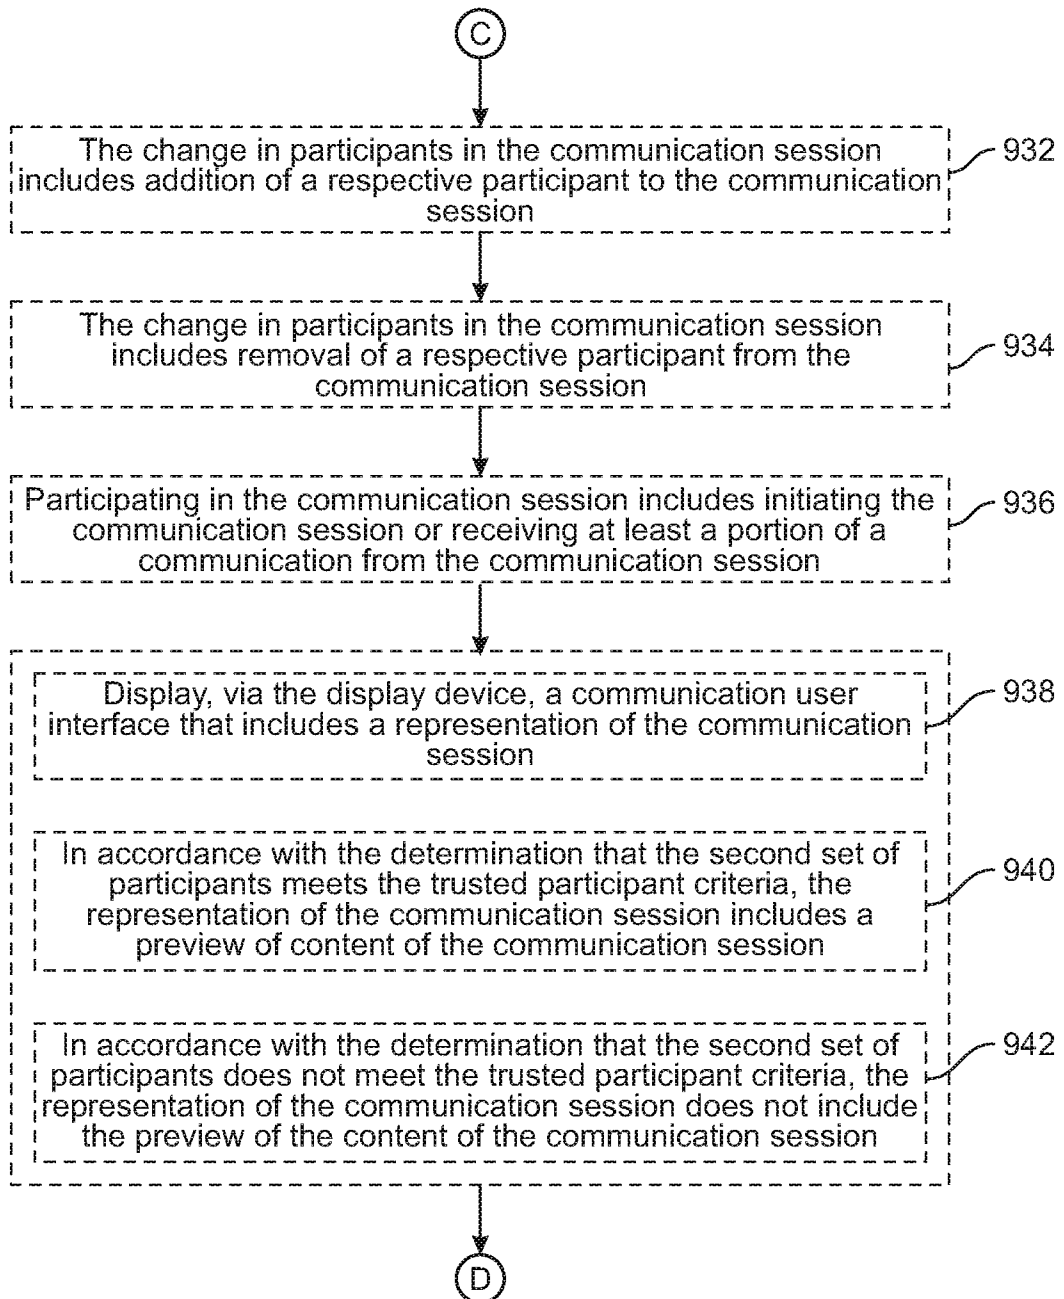 C
The change in participants in the communication session
includes addition of a respective participant to the communication
session
932
The change in participants in the communication session
includes removal of a respective participant from the
communication session
934
Participating in the communication session includes initiating the
communication session or receiving at least a portion of a
communication from the communication session
936
Display, via the display device, a communication user
interface that includes a representation of the communication
session
938
In accordance with the determination that the second set of
participants meets the trusted participant criteria, the
representation of the communication session includes a
preview of content of the communication session
940
In accordance with the determination that the second set of
participants does not meet the trusted participant criteria, the
representation of the communication session does not include
the preview of the content of the communication session
942
D